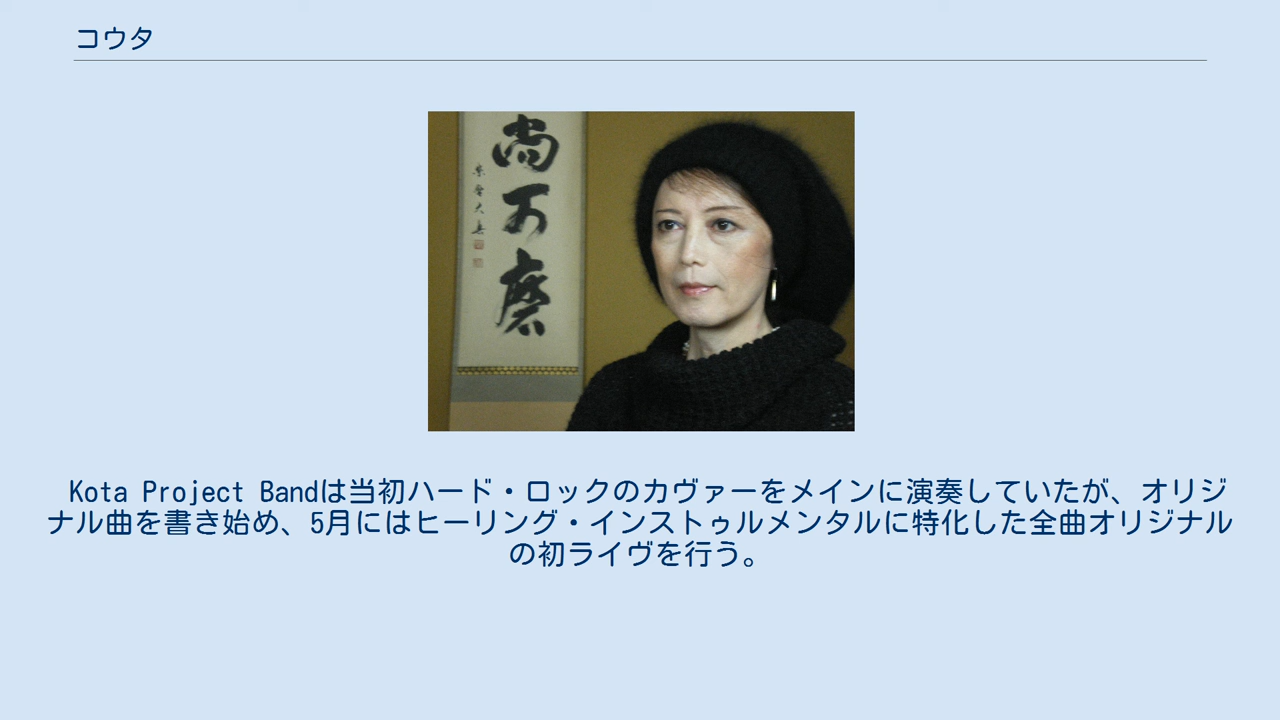 コウタ
尚不磨
Kota Project Bandは当初ハード・ロックのカヴァーをメインに演奏していたが、オリジ
ナル曲を書き始め、5月にはヒーリング・インストゥルメンタルに特化した全曲オリジナル
の初ライヴを行う。